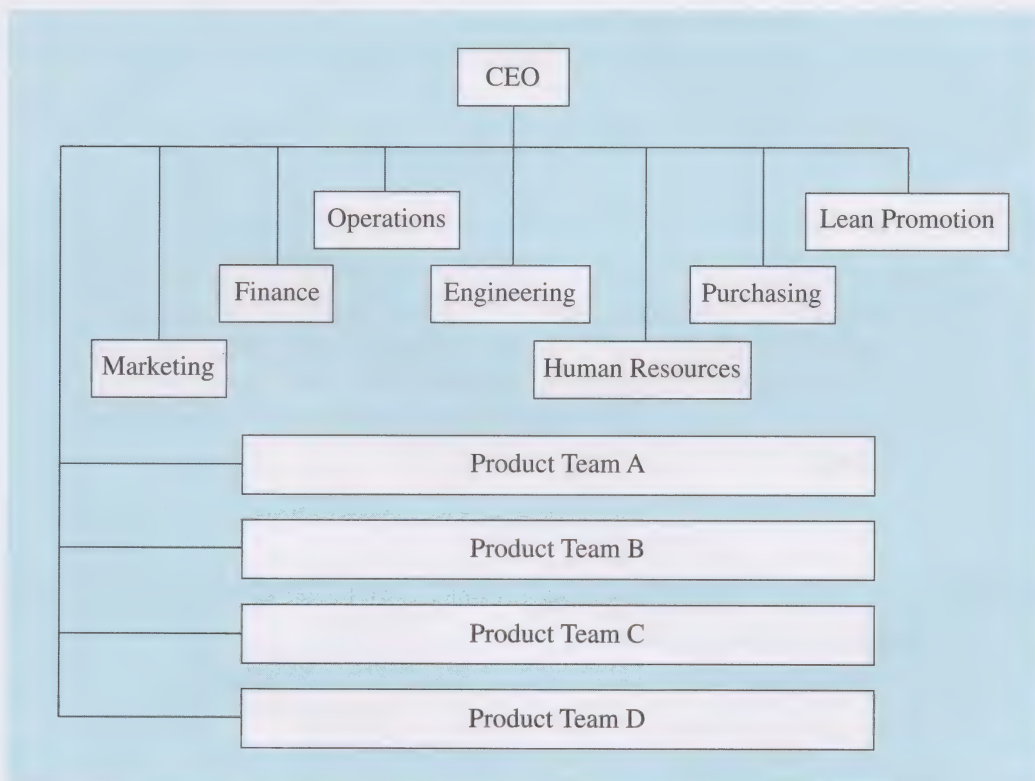 CEO
Operations
Lean Promotion
Finance
Engineering
Purchasing
Marketing
Human Resources
Product Team A
Product Team B
Product Team C
Product Team D